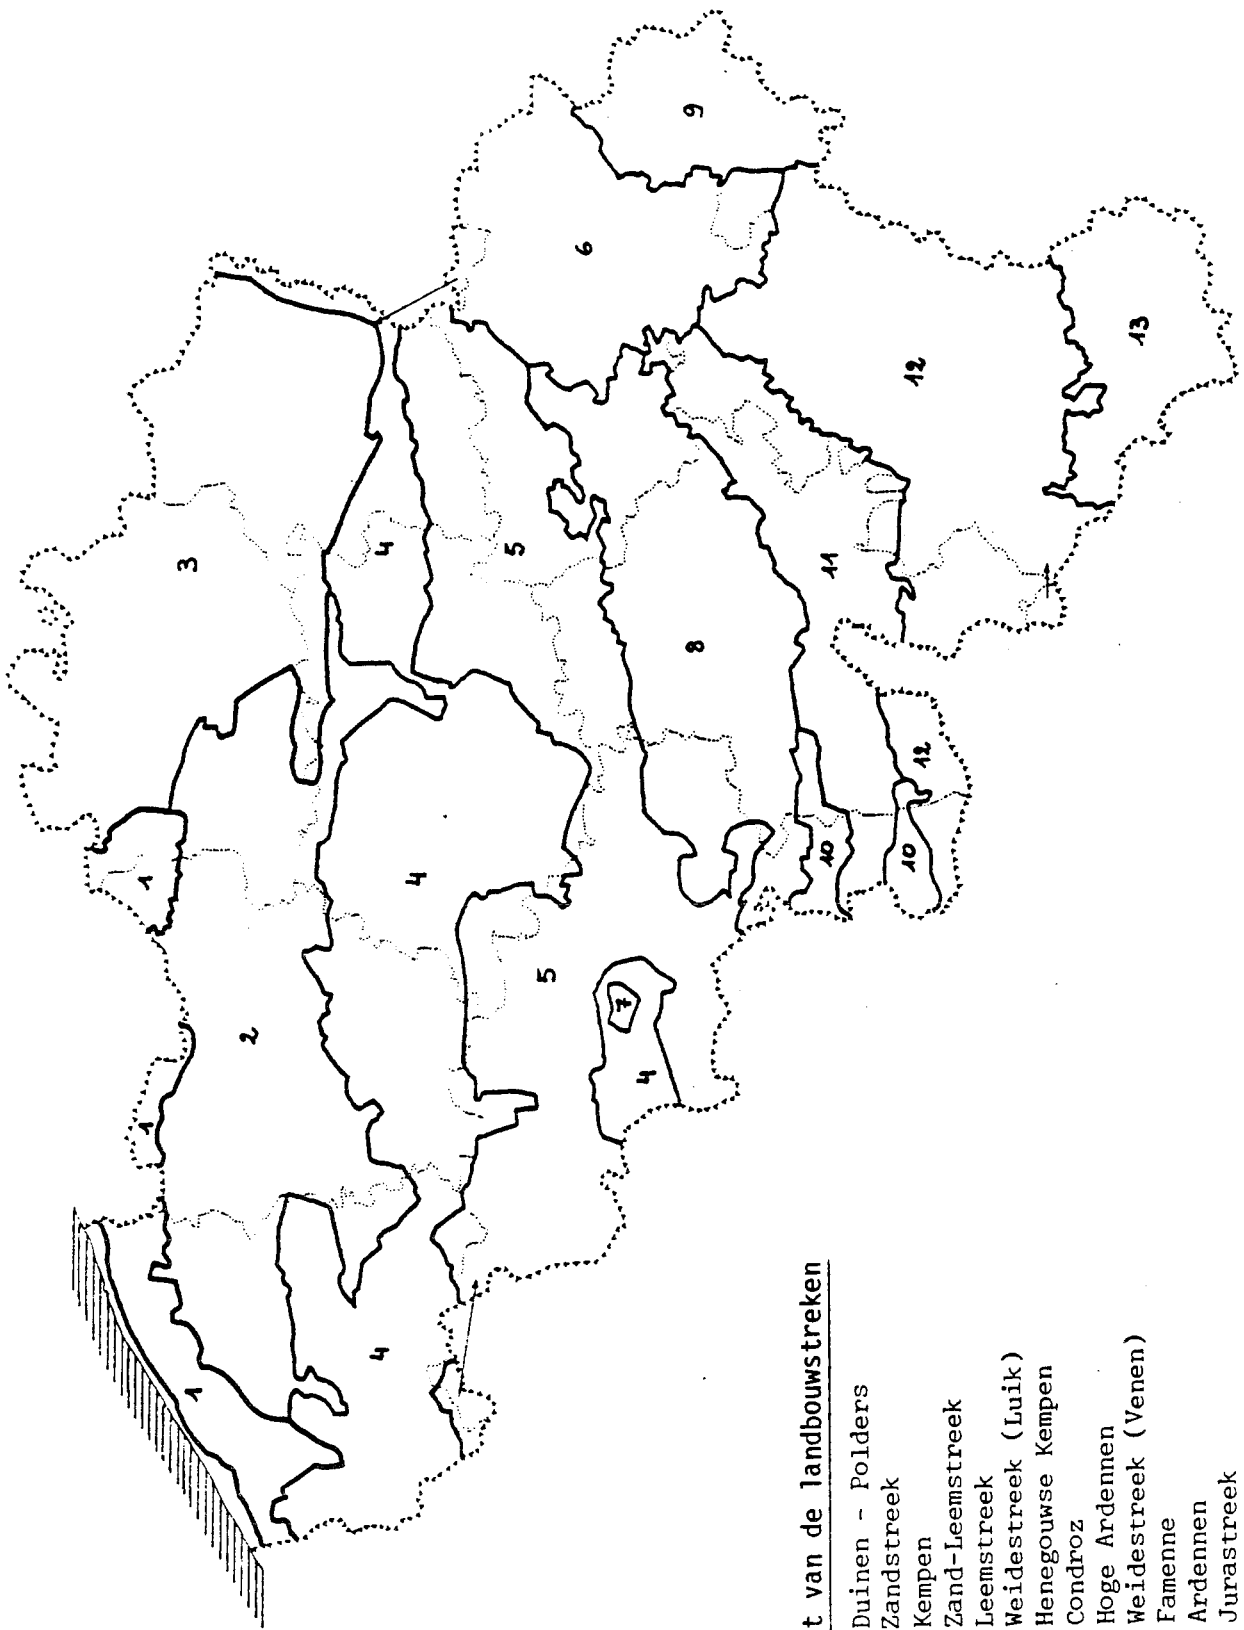 t van de landbouwstreken
Duinen - Polders
Zandstreek
Kempen
Zand-Leemstreek
Leemstreek
Weidestreek (Luik)
Henegouwse Kempen
Condroz
Hoge Ardennen
Weidestreek (Venen)
Famenne
Ardennen
Jurastreek
1
1
1
2
3
4
4
4
4
5
5
6
7
8
9
10
10
11
12
12
13